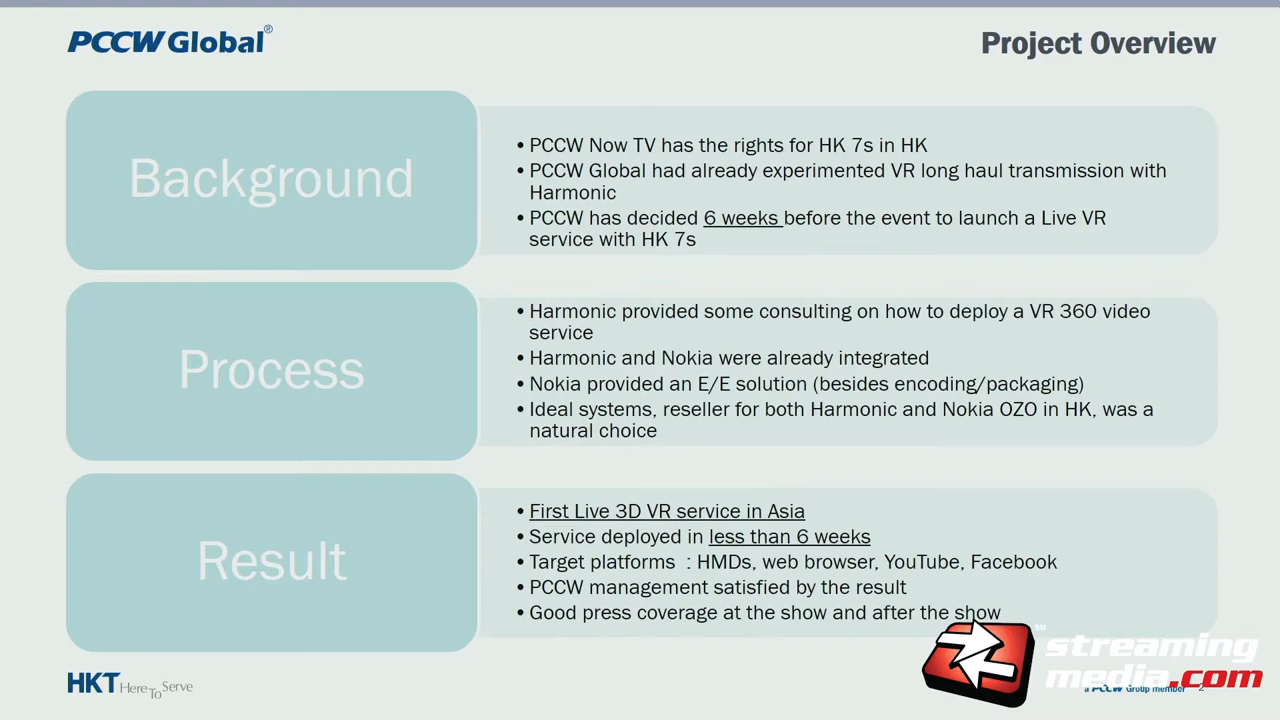 PCCW Global®
Project Overview
Background
• PCCW Now TV has the rights for HK 7s in HK
• PCCW Global had already experimented VR long haul transmission with
Harmonic
• PCCW has decided 6 weeks before the event to launch a Live VR
service with HK 7s
Process
• Harmonic provided some consulting on how to deploy a VR 360 video
service
• Harmonic and Nokia were already integrated
• Nokia provided an E/E solution (besides encoding/packaging)
• Ideal systems, reseller for both Harmonic and Nokia OZO in HK, was a
natural choice
Result
• First Live 3D VR service in Asia
• Service deployed in less than 6 weeks
• Target platforms : HMDs, web browser, YouTube, Facebook
• PCCW management satisfied by the result
• Good press coverage at the show and after the show
HKT Here To Serve
SM
streaming
media.com
a PCCW Group member 2